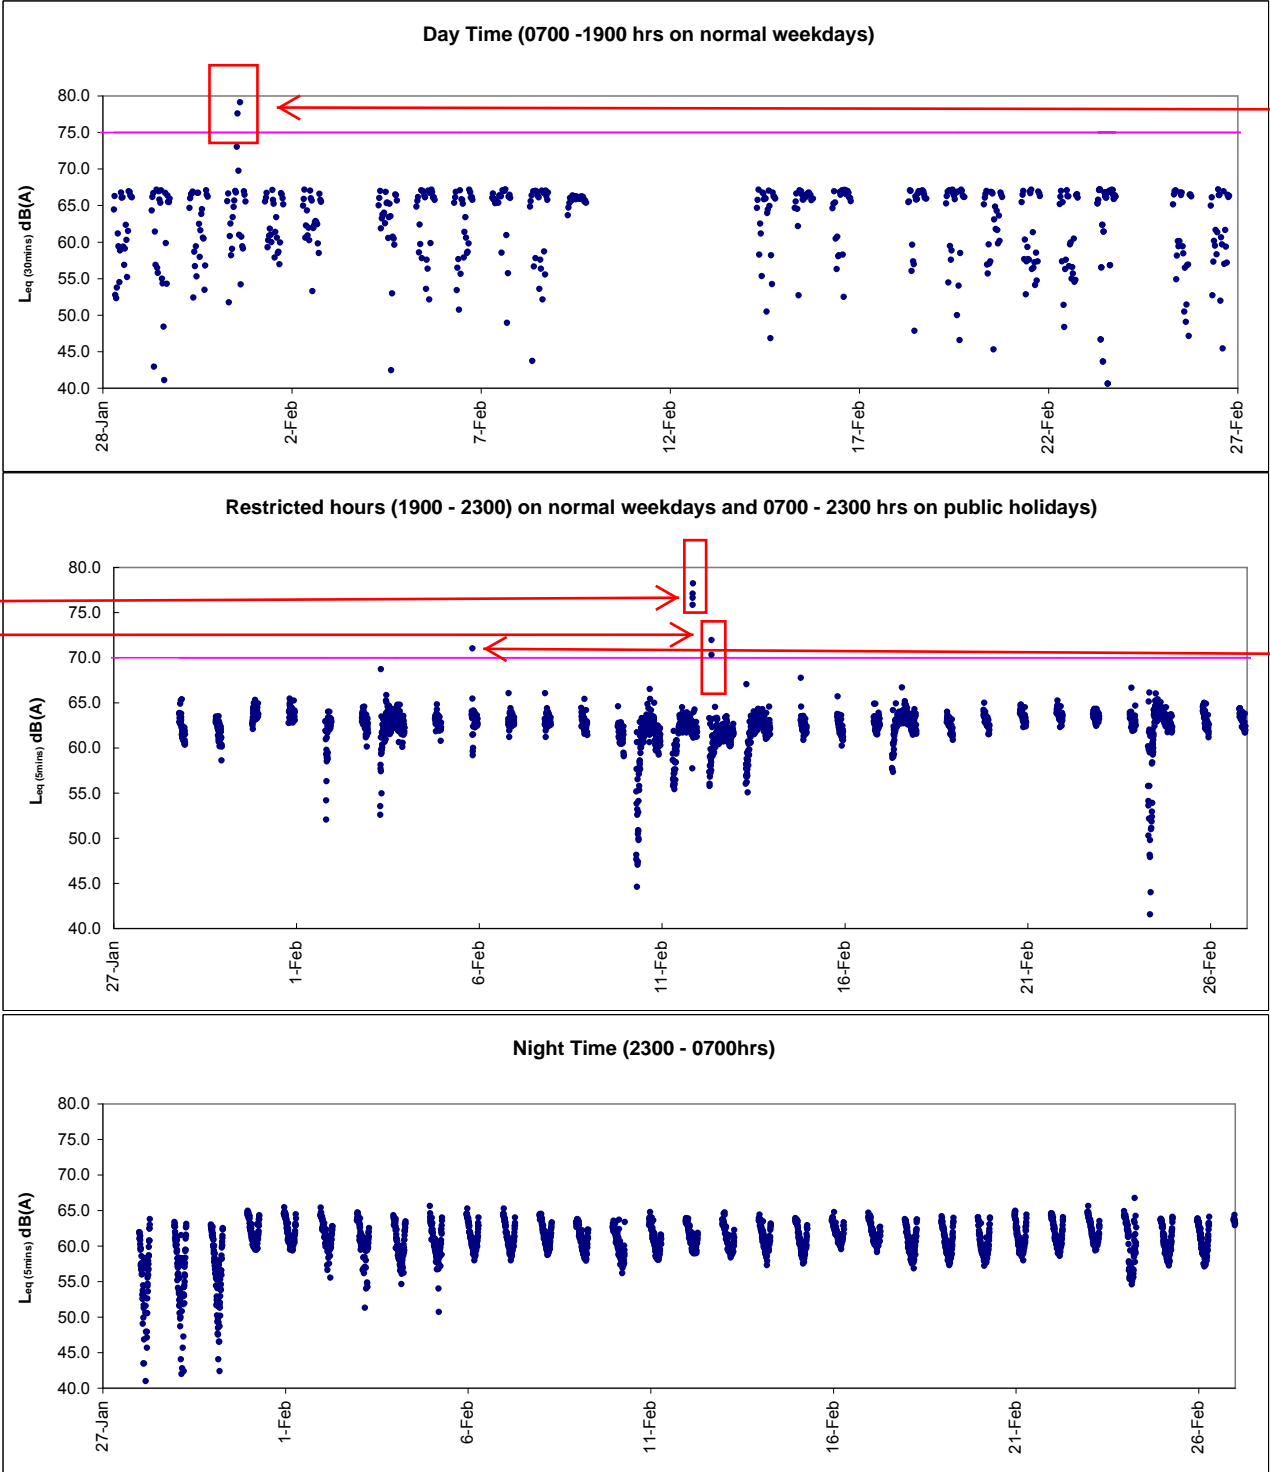 Day Time (0700 -1900 hrs on normal weekdays)
80.0
75.0
70.0
65.0
60.0
55.0
50.0
45.0
40.0
Leq (30mins) dB(A)
28-Jan
2-Feb
7-Feb
12-Feb
17-Feb
22-Feb
27-Feb
Restricted hours (1900 - 2300) on normal weekdays and 0700 - 2300 hrs on public holidays)
80.0
75.0
70.0
65.0
60.0
55.0
50.0
45.0
40.0
Leq (5mins) dB(A)
27-Jan
1-Feb
6-Feb
11-Feb
16-Feb
21-Feb
26-Feb
Night Time (2300 - 0700hrs)
80.0
75.0
70.0
65.0
60.0
55.0
50.0
45.0
40.0
Leq (5mins) dB(A)
27-Jan
1-Feb
6-Feb
11-Feb
16-Feb
21-Feb
26-Feb